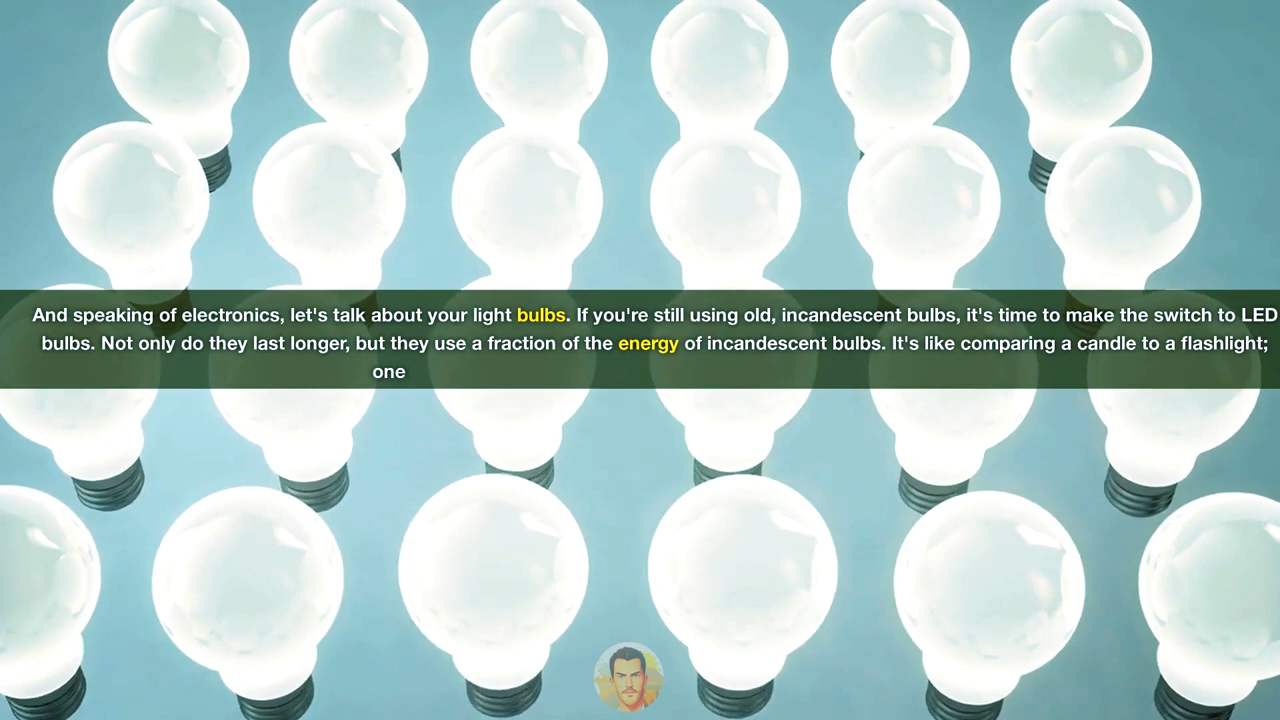 And speaking of electronics, let's talk about your light bulbs. If you're still using old, incandescent bulbs, it's time to make the switch to LED
bulbs. Not only do they last longer, but they use a fraction of the energy of incandescent bulbs. It's like comparing a candle to a flashlight;
one